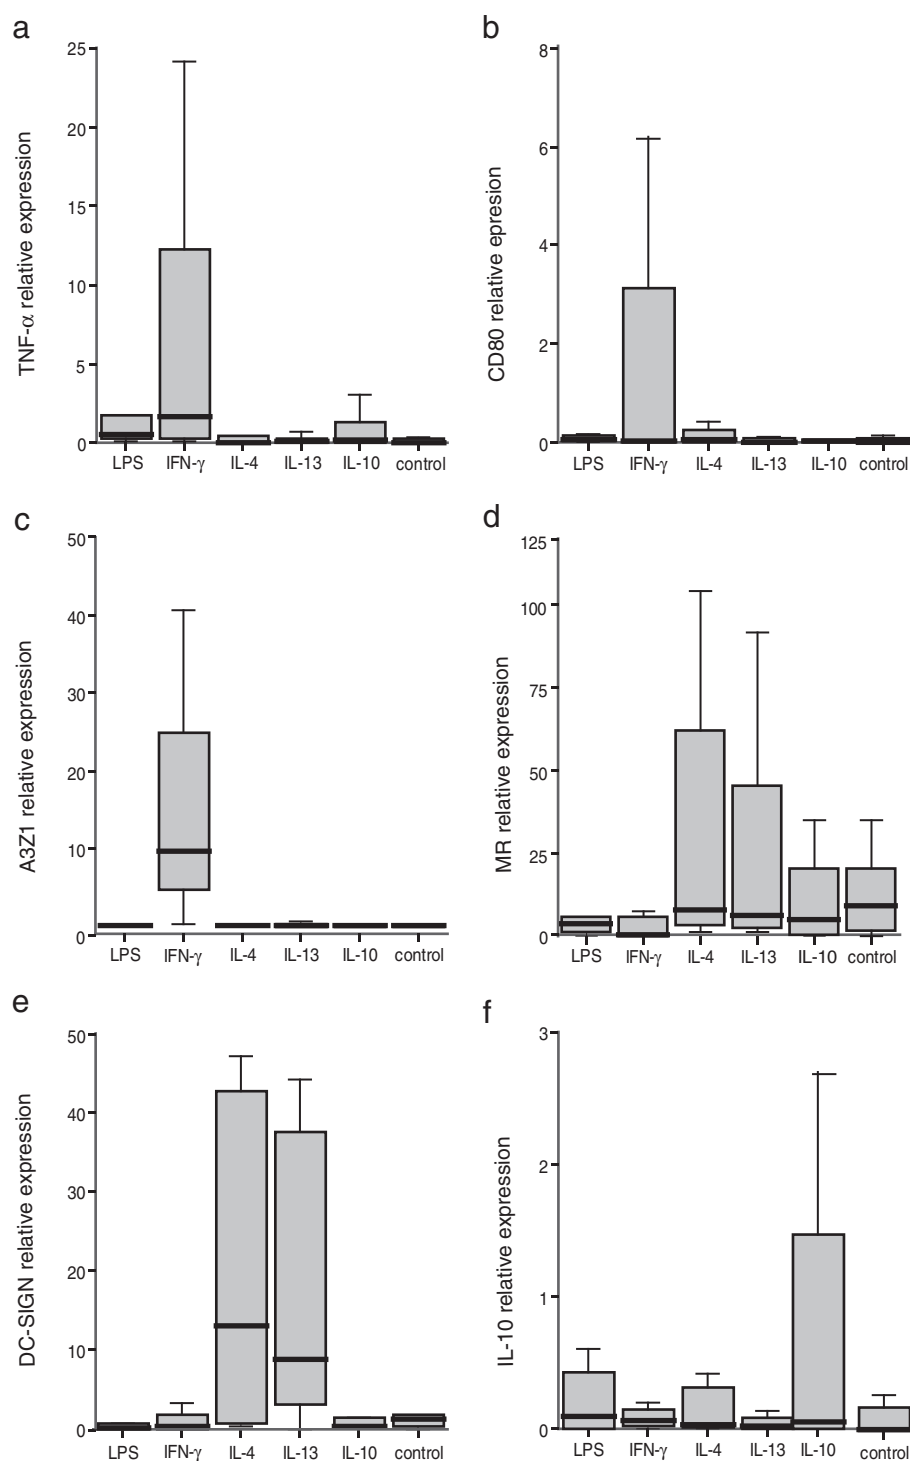 a
TNF-α relative expression
25
20
15
10
5
0
LPS IFN-γ IL-4 IL-13 IL-10 control
b
CD80 relative epresion
8
6
4
2
0
LPS IFN-γ IL-4 IL-13 IL-10 control
c
A3Z1 relative expression
50
40
30
20
10
0
LPS IFN-γ IL-4 IL-13 IL-10 control
d
MR relative expression
125
100
75
50
25
0
LPS IFN-γ IL-4 IL-13 IL-10 control
e
DC-SIGN relative expression
50
40
30
20
10
0
LPS IFN-γ IL-4 IL-13 IL-10 control
f
IL-10 relative expression
3
2
1
0
LPS IFN-γ IL-4 IL-13 IL-10 control